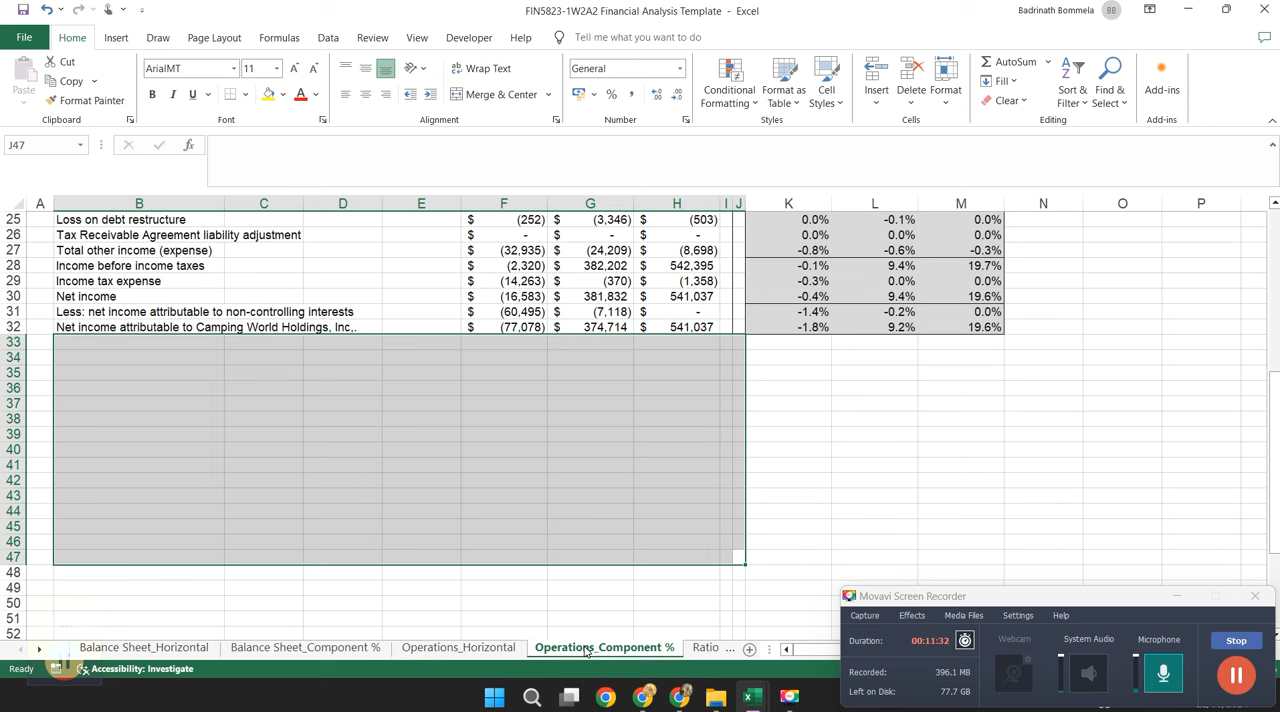 FIN5823-1W2A2 Financial Analysis Template - Excel
Badrinath Bommela BB
File Home Insert Draw Page Layout Formulas Data Review View Developer Help Tell me what you want to do
Paste
Cut
Copy
Format Painter
ArialMT 11
B I U
Wrap Text
Merge & Center
General
Conditional Formatting
Format as Table
Cell Styles
Insert
Delete
Format
AutoSum
Fill
Clear
Sort & Filter
Find & Select
Add-ins
Clipboard Font Alignment Number Styles Cells Editing Add-ins
J47 fx
A B C D E F G H I J K L M N O P
25 Loss on debt restructure $ (252) $ (3,346) $ (503) 0.0% -0.1% 0.0%
26 Tax Receivable Agreement liability adjustment $ - $ - $ - 0.0% 0.0% 0.0%
27 Total other income (expense) $ (32,935) $ (24,209) $ (8,698) -0.8% -0.6% -0.3%
28 Income before income taxes $ (2,320) $ 382,202 $ 542,395 -0.1% 9.4% 19.7%
29 Income tax expense $ (14,263) $ (370) $ (1,358) -0.3% 0.0% 0.0%
30 Net income $ (16,583) $ 381,832 $ 541,037 -0.4% 9.4% 19.6%
31 Less: net income attributable to non-controlling interests $ (60,495) $ (7,118) $ - -1.4% -0.2% 0.0%
32 Net income attributable to Camping World Holdings, Inc,. $ (77,078) $ 374,714 $ 541,037 -1.8% 9.2% 19.6%
33
34
35
36
37
38
39
40
41
42
43
44
45
46
47
48
49
50
51
52
Movavi Screen Recorder
Capture Effects Media Files Settings Help
Duration: 00:11:32 Webcam System Audio Microphone Stop
Recorded: 396.1 MB
Left on Disk: 77.7 GB
Balance Sheet_Horizontal Balance Sheet_Component % Operations_Horizontal Operations_Component % Ratio ...
Ready Accessibility: Investigate